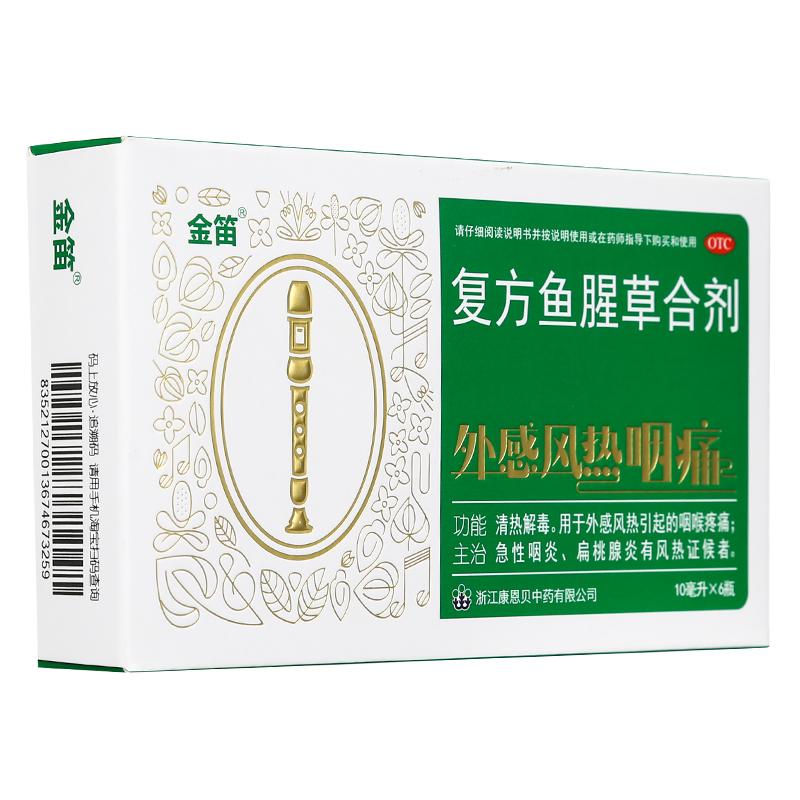 金笛®
码上放心·追溯码 请用手机淘宝扫码查询
83521270013674673259
金笛®
请仔细阅读说明书并按说明使用或在药师指导下购买和使用 OTC
复方鱼腥草合剂
外感风热咽痛
功能 清热解毒。用于外感风热引起的咽喉疼痛;
主治 急性咽炎、扁桃腺炎有风热证候者。
10毫升×6瓶
浙江康恩贝中药有限公司